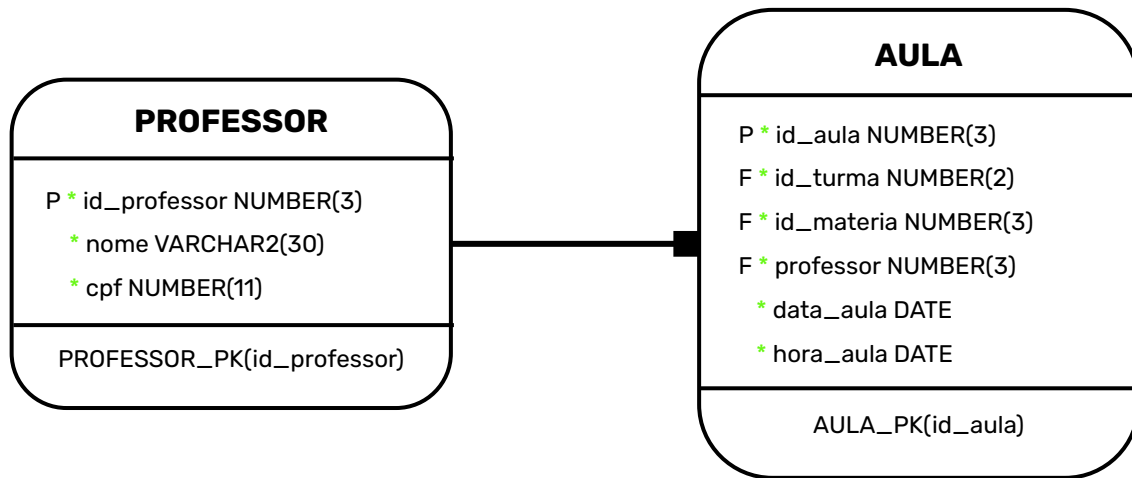 PROFESSOR
P * id_professor NUMBER(3)
* nome VARCHAR2(30)
* cpf NUMBER(11)
PROFESSOR_PK(id_professor)
AULA
P * id_aula NUMBER(3)
F * id_turma NUMBER(2)
F * id_materia NUMBER(3)
F * professor NUMBER(3)
* data_aula DATE
* hora_aula DATE
AULA_PK(id_aula)